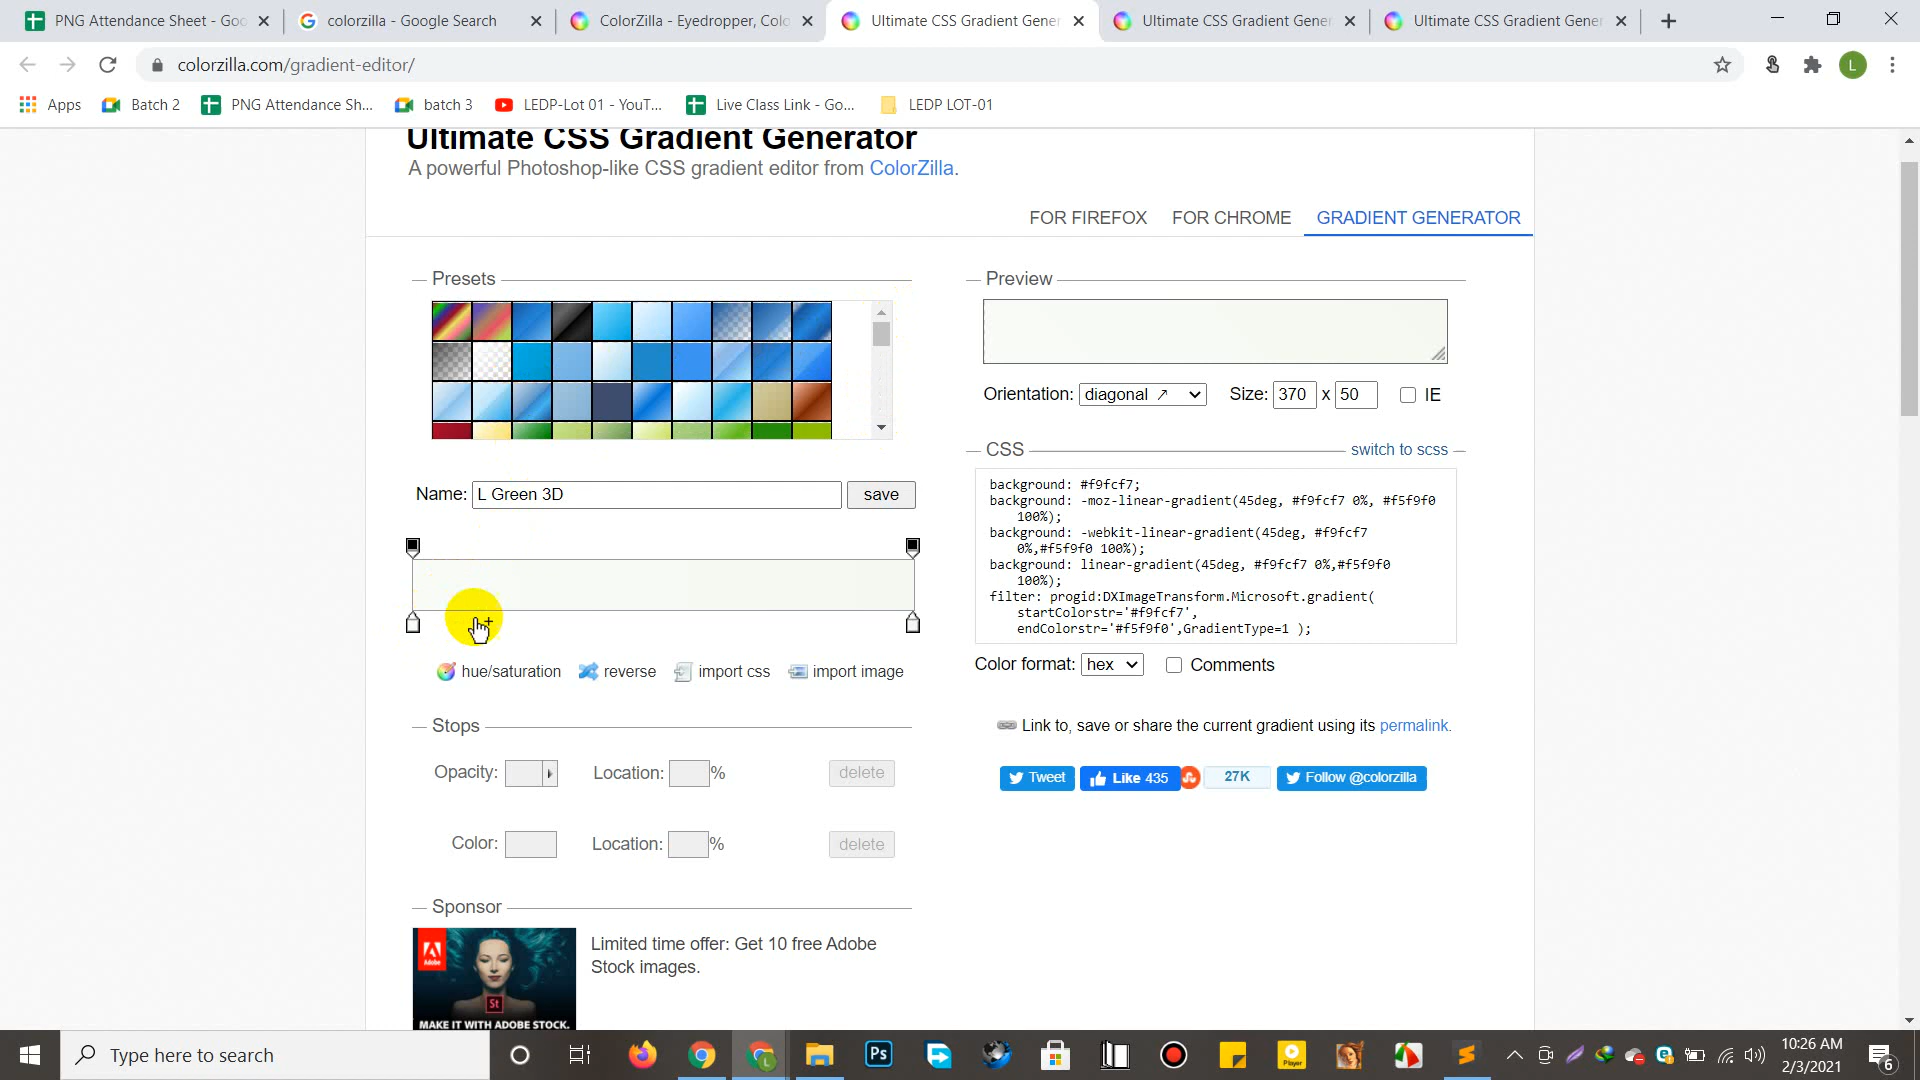 PNG Attendance Sheet - Goo
colorzilla - Google Search
ColorZilla - Eyedropper, Colo
Ultimate CSS Gradient Gener
Ultimate CSS Gradient Gener
Ultimate CSS Gradient Gener
colorzilla.com/gradient-editor/
L
Apps
Batch 2
PNG Attendance Sh...
batch 3
LEDP-Lot 01 - YouT...
Live Class Link - Go...
LEDP LOT-01
Ultimate CSS Gradient Generator
A powerful Photoshop-like CSS gradient editor from ColorZilla.
FOR FIREFOX
FOR CHROME
GRADIENT GENERATOR
Presets
Name: L Green 3D
save
hue/saturation
reverse
import css
import image
Stops
Opacity:
Location: %
delete
Color:
Location: %
delete
Sponsor
Adobe
St
MAKE IT WITH ADOBE STOCK.
Limited time offer: Get 10 free Adobe
Stock images.
Preview
Orientation: diagonal ↗
Size: 370 x 50
IE
CSS
switch to scss
background: #f9fcf7;
background: -moz-linear-gradient(45deg, #f9fcf7 0%, #f5f9f0
100%);
background: -webkit-linear-gradient(45deg, #f9fcf7
0%,#f5f9f0 100%);
background: linear-gradient(45deg, #f9fcf7 0%,#f5f9f0
100%);
filter: progid:DXImageTransform.Microsoft.gradient(
startColorstr='#f9fcf7',
endColorstr='#f5f9f0',GradientType=1 );
Color format: hex
Comments
Link to, save or share the current gradient using its permalink.
Tweet
Like 435
27K
Follow @colorzilla
Type here to search
L
Ps
Player
10:26 AM
2/3/2021
6